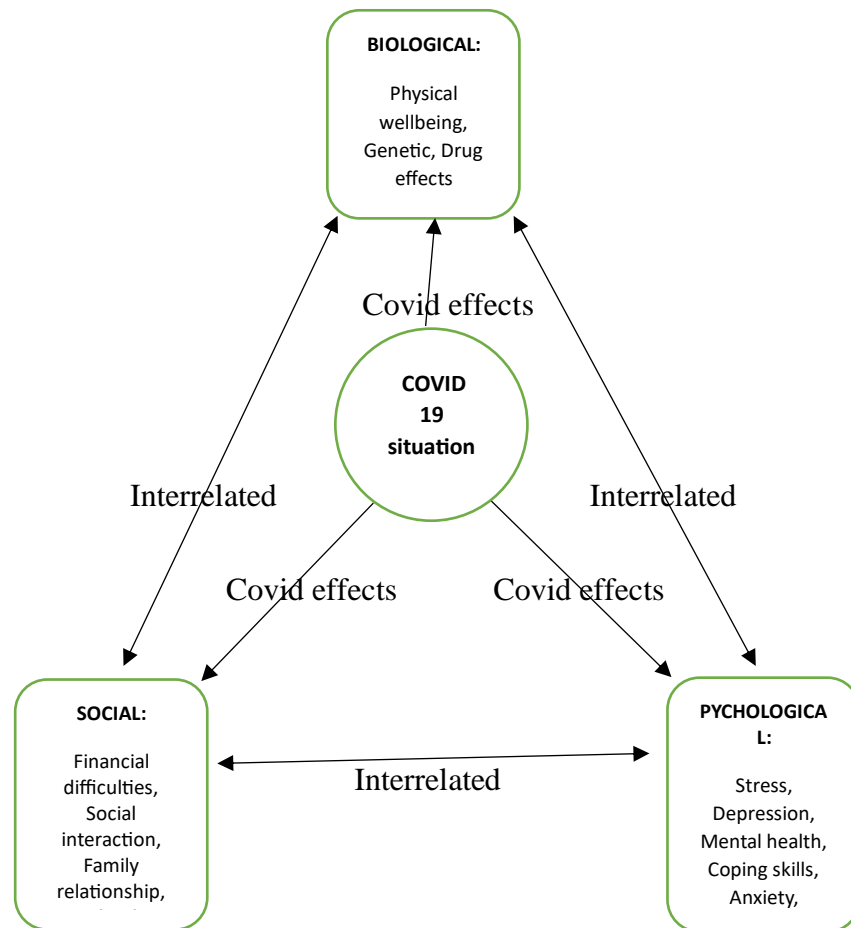 BIOLOGICAL:
Physical
wellbeing,
Genetic, Drug
effects
Covid effects
COVID
19
situation
Interrelated
Interrelated
Covid effects
Covid effects
SOCIAL:
Financial
difficulties,
Social
interaction,
Family
relationship,
Interrelated
PYCHOLOGICA
L:
Stress,
Depression,
Mental health,
Coping skills,
Anxiety,